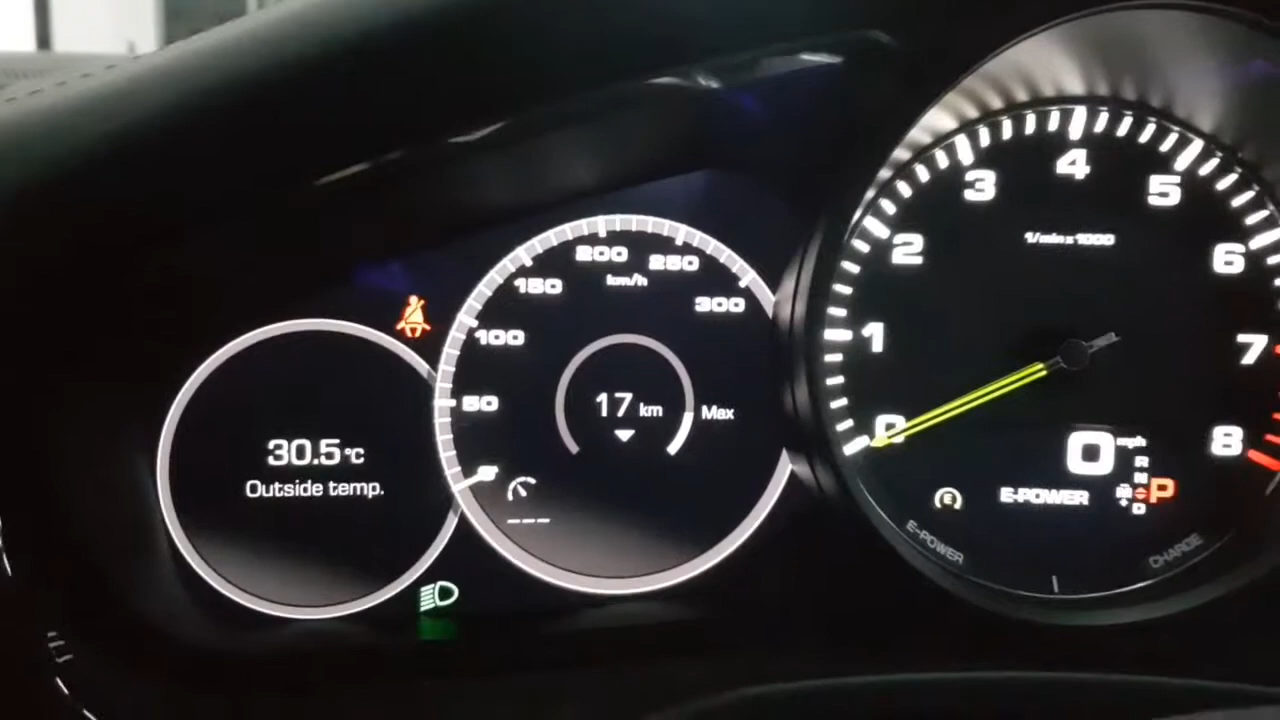 30.5°C
Outside temp.
0
50
100
150
200
250
300
km/h
17 km
Max
0
1
2
3
4
5
6
7
8
1/min x 1000
0 mph
E
E-POWER
R
N
M
P
D
E-POWER
CHARGE